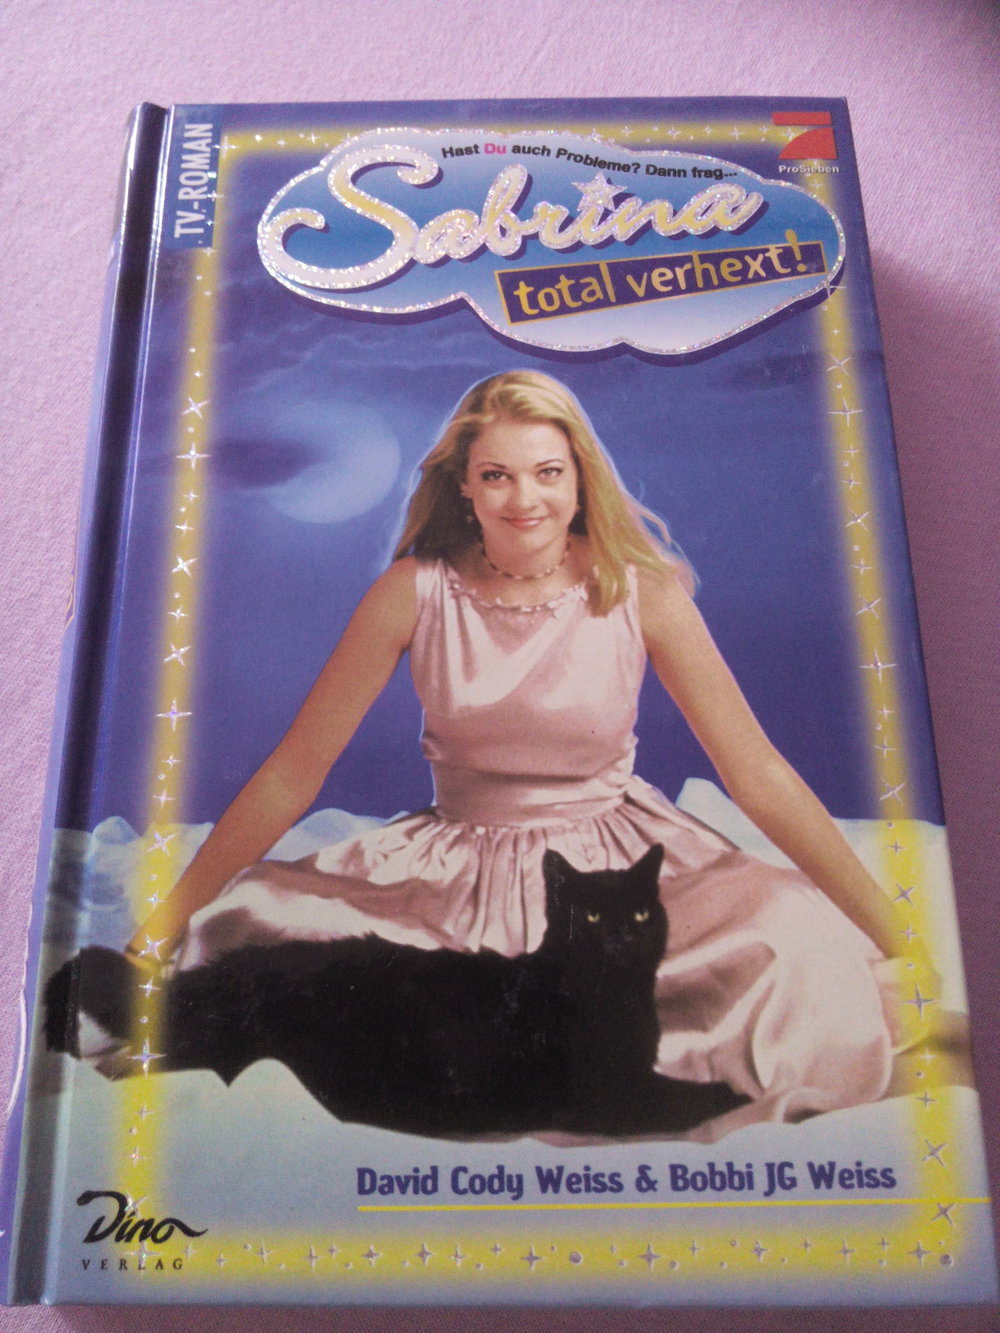 TV-ROMAN
Hast Du auch Probleme? Dann frag...
Sabrina
total verhext!
ProSieben
David Cody Weiss & Bobbi JG Weiss
Dino
VERLAG